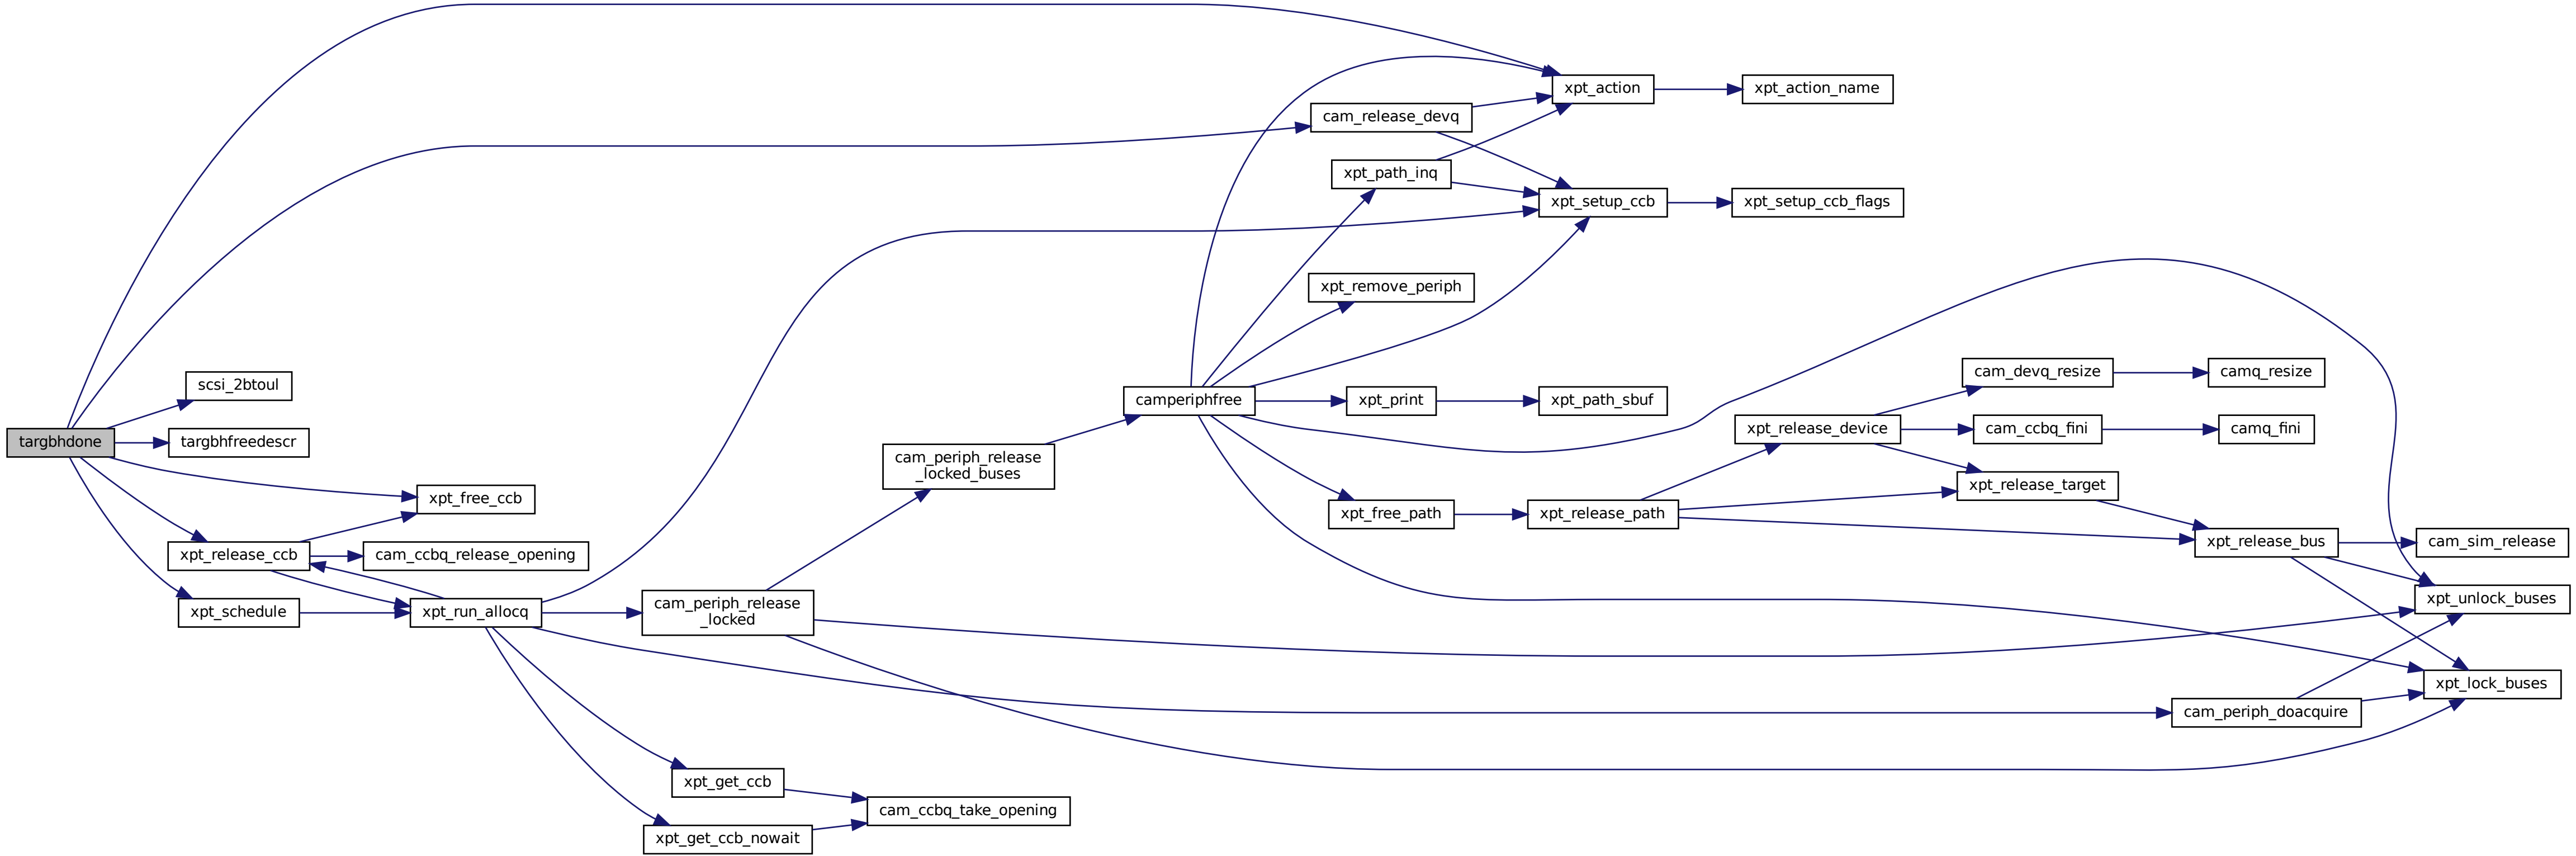 targbhdone
scsi_2btoul
targbhfreedescr
xpt_free_ccb
xpt_release_ccb
cam_ccbq_release_opening
xpt_schedule
xpt_run_allocq
cam_periph_release
_locked
cam_periph_release
_locked_buses
xpt_get_ccb
xpt_get_ccb_nowait
cam_ccbq_take_opening
camperiphfree
cam_release_devq
xpt_path_inq
xpt_remove_periph
xpt_print
xpt_free_path
xpt_action
xpt_setup_ccb
xpt_path_sbuf
xpt_release_path
xpt_action_name
xpt_setup_ccb_flags
xpt_release_device
cam_devq_resize
cam_ccbq_fini
xpt_release_target
camq_resize
camq_fini
xpt_release_bus
cam_periph_doacquire
cam_sim_release
xpt_unlock_buses
xpt_lock_buses